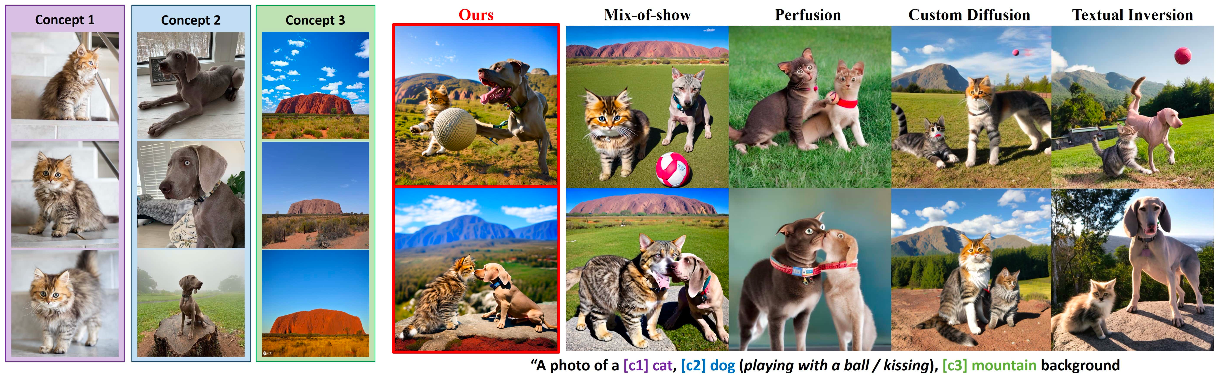 Concept 1
Concept 2
Concept 3
Ours
Mix-of-show
Perfusion
Custom Diffusion
Textual Inversion
“A photo of a [c1] cat, [c2] dog (playing with a ball / kissing), [c3] mountain background